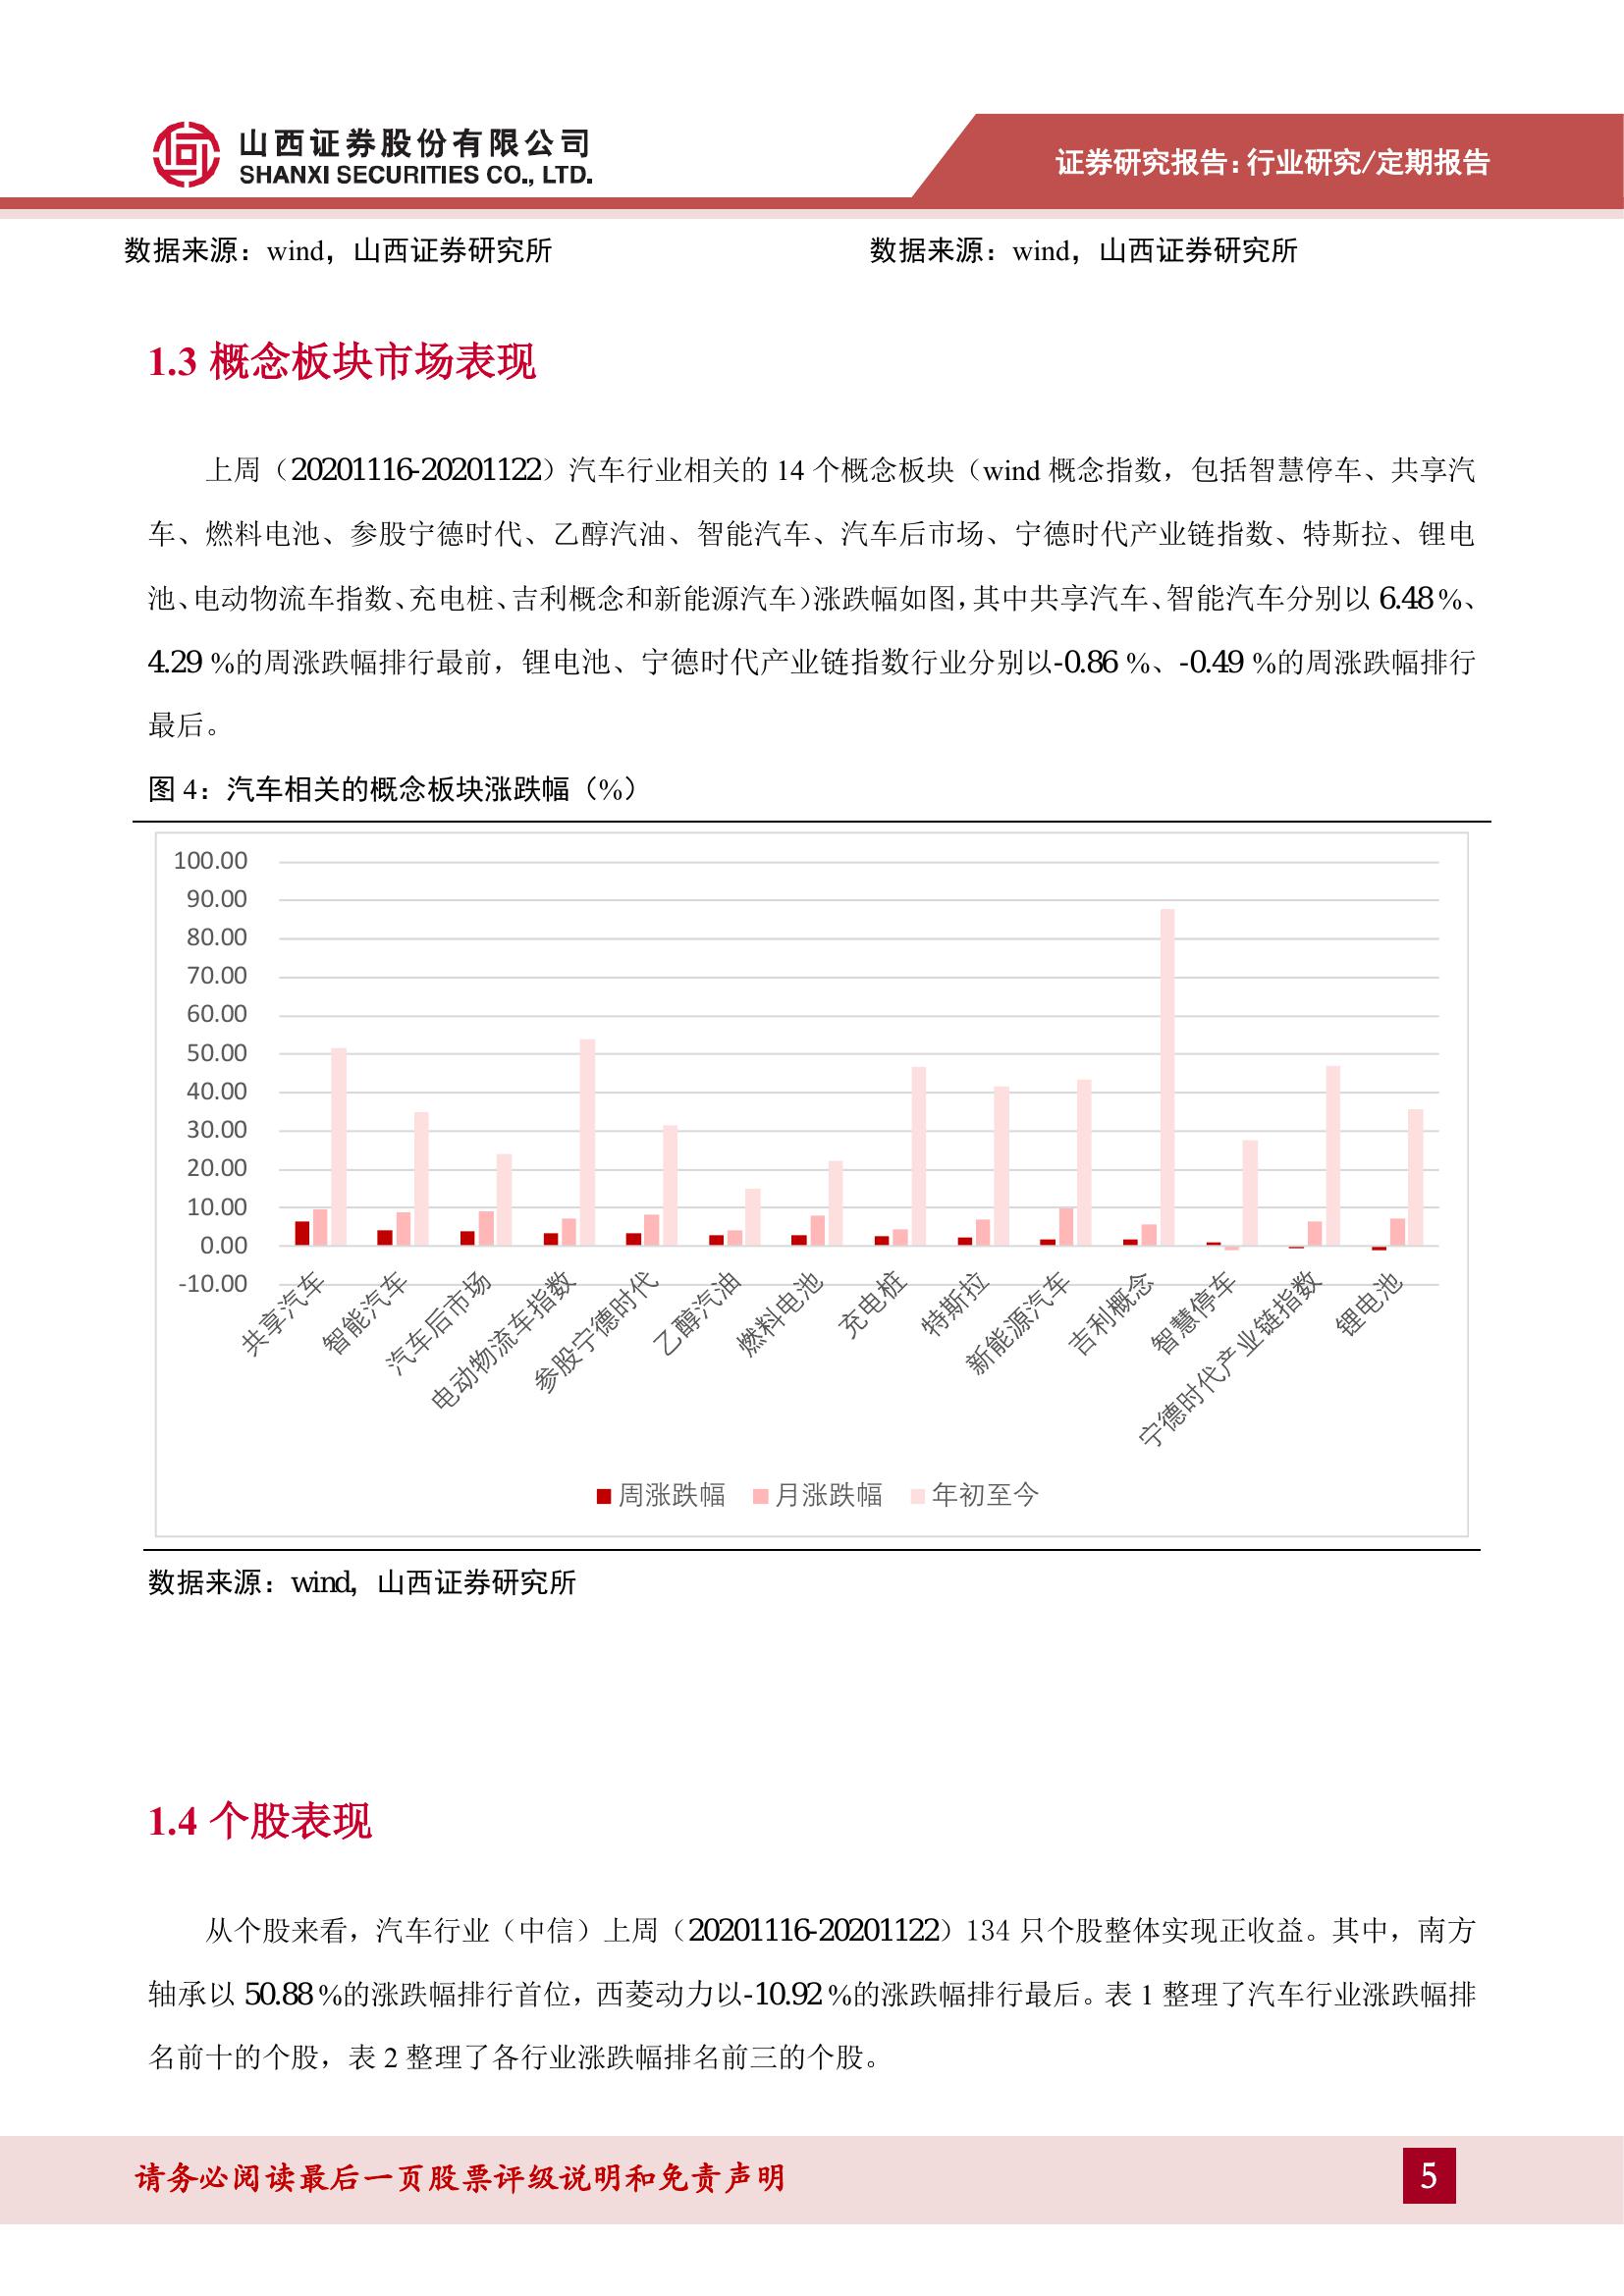 山西证券股份有限公司
SHANXI SECURITIES CO., LTD.
证券研究报告：行业研究/定期报告
数据来源：wind，山西证券研究所
数据来源：wind，山西证券研究所
1.3 概念板块市场表现
上周（20201116-20201122）汽车行业相关的 14 个概念板块（wind 概念指数，包括智慧停车、共享汽
车、燃料电池、参股宁德时代、乙醇汽油、智能汽车、汽车后市场、宁德时代产业链指数、特斯拉、锂电
池、电动物流车指数、充电桩、吉利概念和新能源汽车）涨跌幅如图，其中共享汽车、智能汽车分别以 6.48 %、
4.29 %的周涨跌幅排行最前，锂电池、宁德时代产业链指数行业分别以-0.86 %、-0.49 %的周涨跌幅排行
最后。
图 4：汽车相关的概念板块涨跌幅（%）
100.00
90.00
80.00
70.00
60.00
50.00
40.00
30.00
20.00
10.00
0.00
-10.00
共享汽车
智能汽车
汽车后市场
电动物流车指数
参股宁德时代
乙醇汽油
燃料电池
充电桩
特斯拉
新能源汽车
吉利概念
智慧停车
宁德时代产业链指数
锂电池
周涨跌幅 月涨跌幅 年初至今
数据来源：wind，山西证券研究所
1.4 个股表现
从个股来看，汽车行业（中信）上周（20201116-20201122）134 只个股整体实现正收益。其中，南方
轴承以 50.88 %的涨跌幅排行首位，西菱动力以-10.92 %的涨跌幅排行最后。表 1 整理了汽车行业涨跌幅排
名前十的个股，表 2 整理了各行业涨跌幅排名前三的个股。
请务必阅读最后一页股票评级说明和免责声明
5